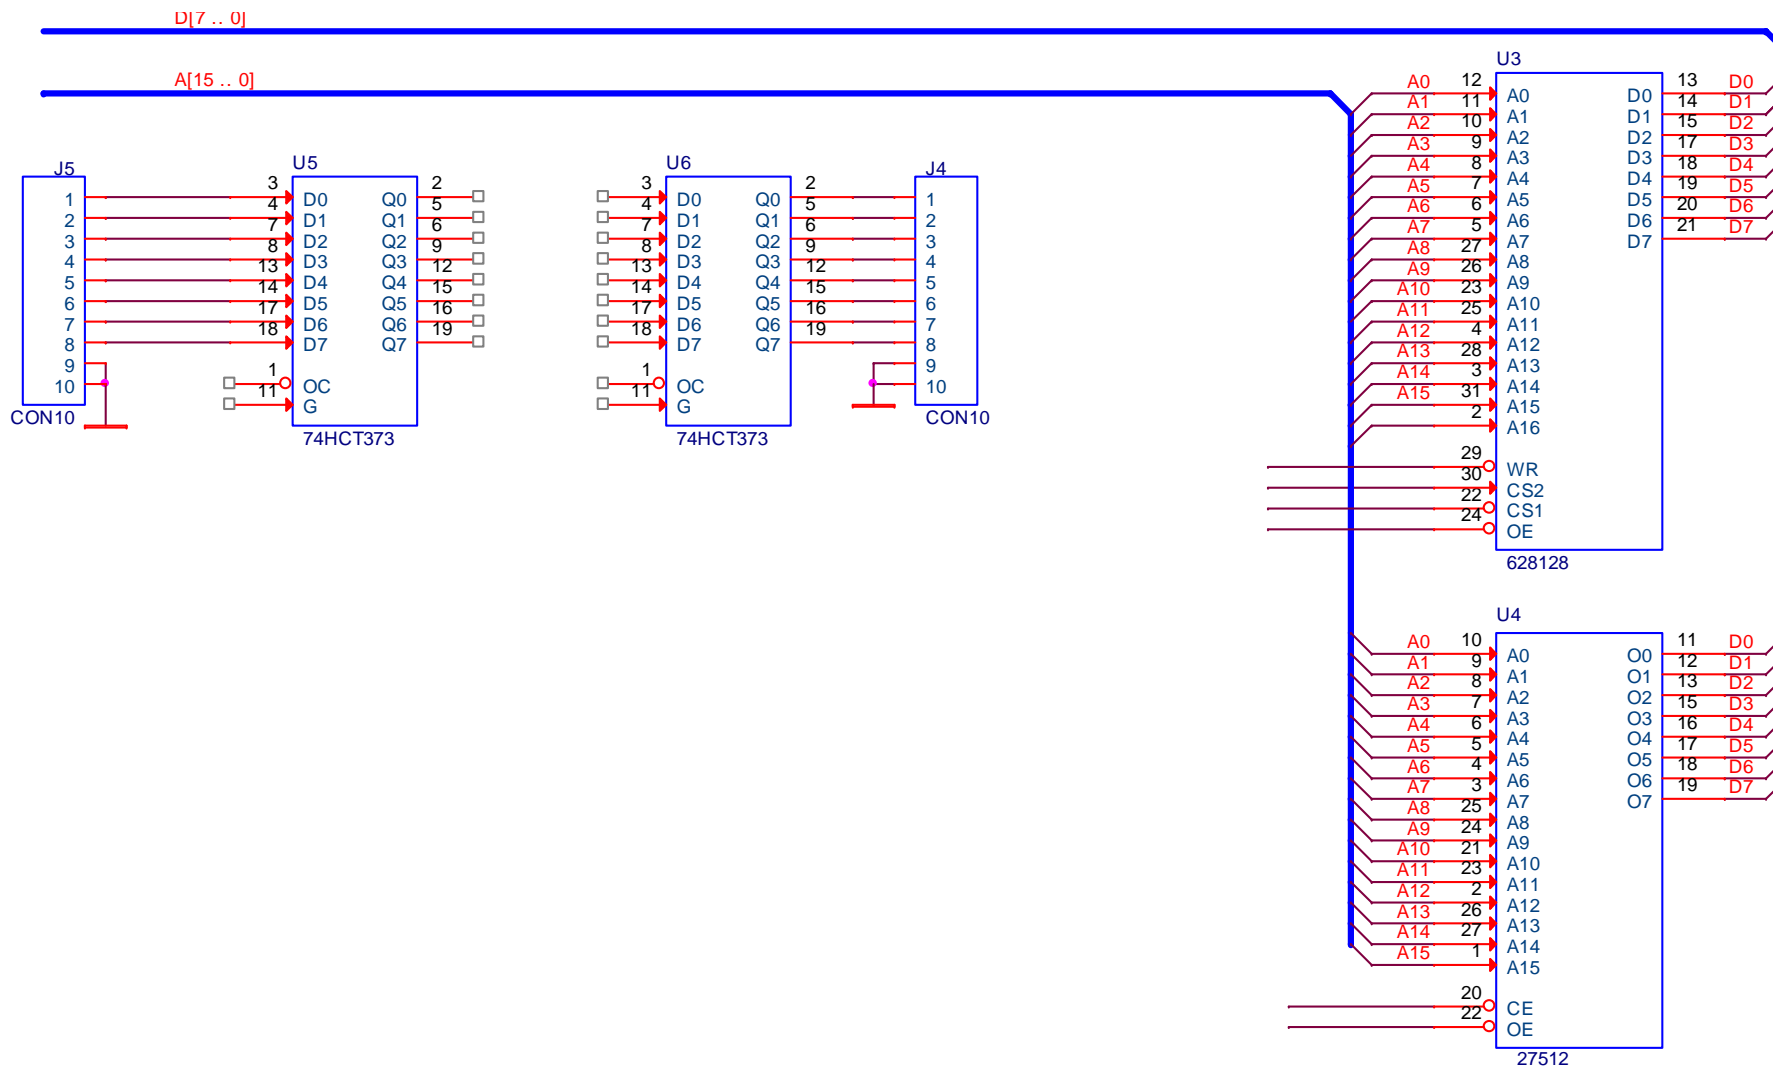 D[7 .. 0]
A[15 .. 0]
J5
1
2
3
4
5
6
7
8
9
10
CON10
U5
3 D0 Q0 2
4 D1 Q1 5
7 D2 Q2 6
8 D3 Q3 9
13 D4 Q4 12
14 D5 Q5 15
17 D6 Q6 16
18 D7 Q7 19
1 OC
11 G
74HCT373
U6
3 D0 Q0 2
4 D1 Q1 5
7 D2 Q2 6
8 D3 Q3 9
13 D4 Q4 12
14 D5 Q5 15
17 D6 Q6 16
18 D7 Q7 19
1 OC
11 G
74HCT373
J4
1
2
3
4
5
6
7
8
9
10
CON10
U3
A0 12 A0 D0 13 D0
A1 11 A1 D1 14 D1
A2 10 A2 D2 15 D2
A3 9 A3 D3 17 D3
A4 8 A4 D4 18 D4
A5 7 A5 D5 19 D5
A6 6 A6 D6 20 D6
A7 5 A7 D7 21 D7
A8 27 A8
A9 26 A9
A10 23 A10
A11 25 A11
A12 4 A12
A13 28 A13
A14 3 A14
A15 31 A15
2 A16
29 WR
30 CS2
22 CS1
24 OE
628128
U4
A0 10 A0 O0 11 D0
A1 9 A1 O1 12 D1
A2 8 A2 O2 13 D2
A3 7 A3 O3 15 D3
A4 6 A4 O4 16 D4
A5 5 A5 O5 17 D5
A6 4 A6 O6 18 D6
A7 3 A7 O7 19 D7
A8 25 A8
A9 24 A9
A10 21 A10
A11 23 A11
A12 2 A12
A13 26 A13
A14 27 A14
A15 1 A15
20 CE
22 OE
27512